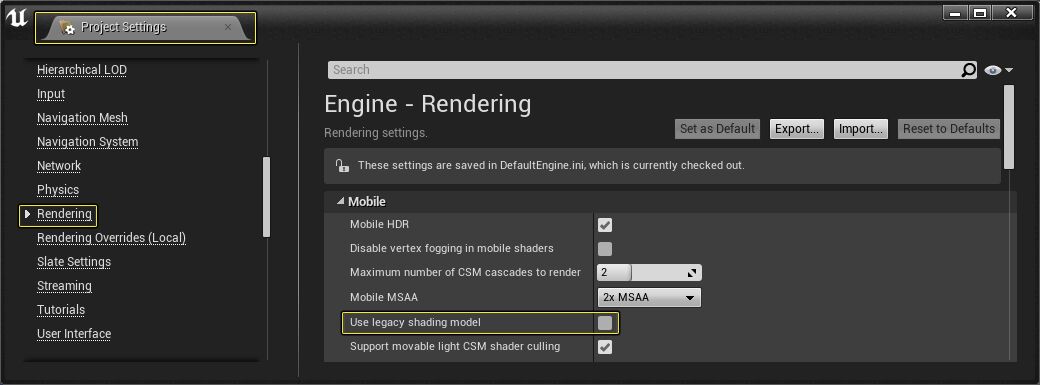 Project Settings
Hierarchical LOD
Input
Navigation Mesh
Navigation System
Network
Physics
Rendering
Rendering Overrides (Local)
Slate Settings
Streaming
Tutorials
User Interface
Search
Engine - Rendering
Rendering settings.
Set as Default
Export...
Import...
Reset to Defaults
These settings are saved in DefaultEngine.ini, which is currently checked out.
Mobile
Mobile HDR
Disable vertex fogging in mobile shaders
Maximum number of CSM cascades to render 2
Mobile MSAA 2x MSAA
Use legacy shading model
Support movable light CSM shader culling